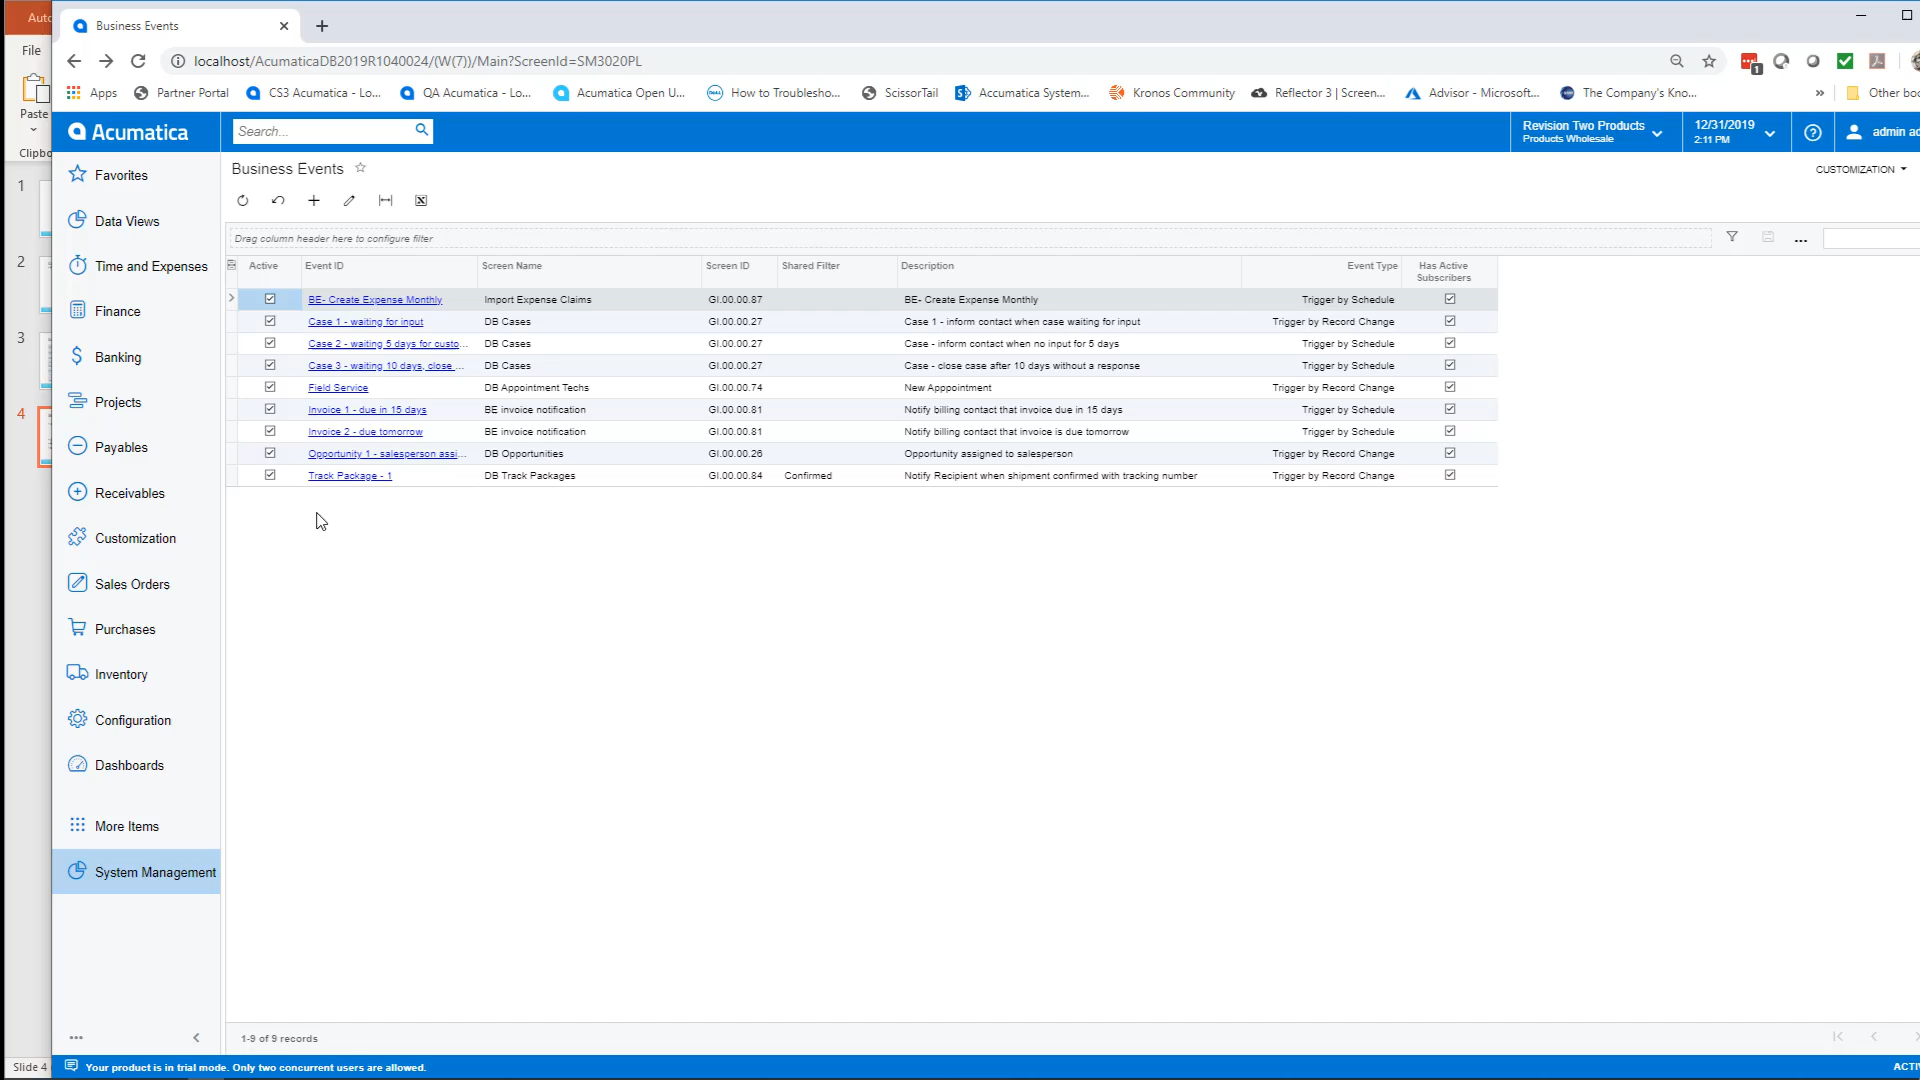 Auto
Business Events
File
localhost/AcumaticaDB2019R1040024/(W(7))/Main?ScreenId=SM3020PL
1
Apps
Partner Portal
CS3 Acumatica - Lo...
QA Acumatica - Lo...
Acumatica Open U...
How to Troublesho...
ScissorTail
Accumatica System...
Kronos Community
Reflector 3 | Screen...
Advisor - Microsoft...
The Company's Kno...
»
Other boo
Paste
Acumatica
Search...
Revision Two Products
Products Wholesale
12/31/2019
2:11 PM
admin ad
Clipbo
Business Events
CUSTOMIZATION
1
2
3
4
Favorites
Data Views
Time and Expenses
Finance
Banking
Projects
Payables
Receivables
Customization
Sales Orders
Purchases
Inventory
Configuration
Dashboards
More Items
System Management
Drag column header here to configure filter
Active Event ID Screen Name Screen ID Shared Filter Description Event Type Has Active Subscribers
BE- Create Expense Monthly Import Expense Claims GI.00.00.87 BE- Create Expense Monthly Trigger by Schedule
Case 1 - waiting for input DB Cases GI.00.00.27 Case 1 - inform contact when case waiting for input Trigger by Record Change
Case 2 - waiting 5 days for custo... DB Cases GI.00.00.27 Case - inform contact when no input for 5 days Trigger by Schedule
Case 3 - waiting 10 days, close ... DB Cases GI.00.00.27 Case - close case after 10 days without a response Trigger by Schedule
Field Service DB Appointment Techs GI.00.00.74 New Apppointment Trigger by Record Change
Invoice 1 - due in 15 days BE invoice notification GI.00.00.81 Notify billing contact that invoice due in 15 days Trigger by Schedule
Invoice 2 - due tomorrow BE invoice notification GI.00.00.81 Notify billing contact that invoice is due tomorrow Trigger by Schedule
Opportunity 1 - salesperson assi... DB Opportunities GI.00.00.26 Opportunity assigned to salesperson Trigger by Record Change
Track Package - 1 DB Track Packages GI.00.00.84 Confirmed Notify Recipient when shipment confirmed with tracking number Trigger by Record Change
1-9 of 9 records
Slide 4
Your product is in trial mode. Only two concurrent users are allowed.
ACTI